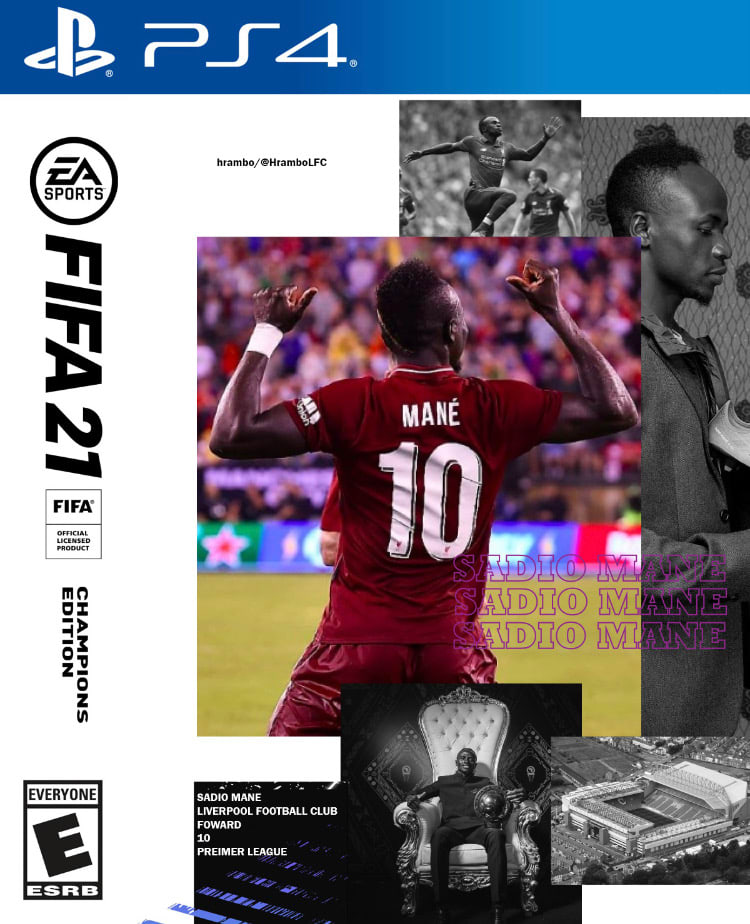 PS4
hrambo/@HramboLFC
EA
SPORTS
FIFA 21
FIFA
OFFICIAL
LICENSED
PRODUCT
CHAMPIONS
EDITION
MANÉ
10
SADIO MANE
SADIO MANE
SADIO MANE
SADIO MANE
LIVERPOOL FOOTBALL CLUB
FOWARD
10
PREIMER LEAGUE
EVERYONE
E
ESRB